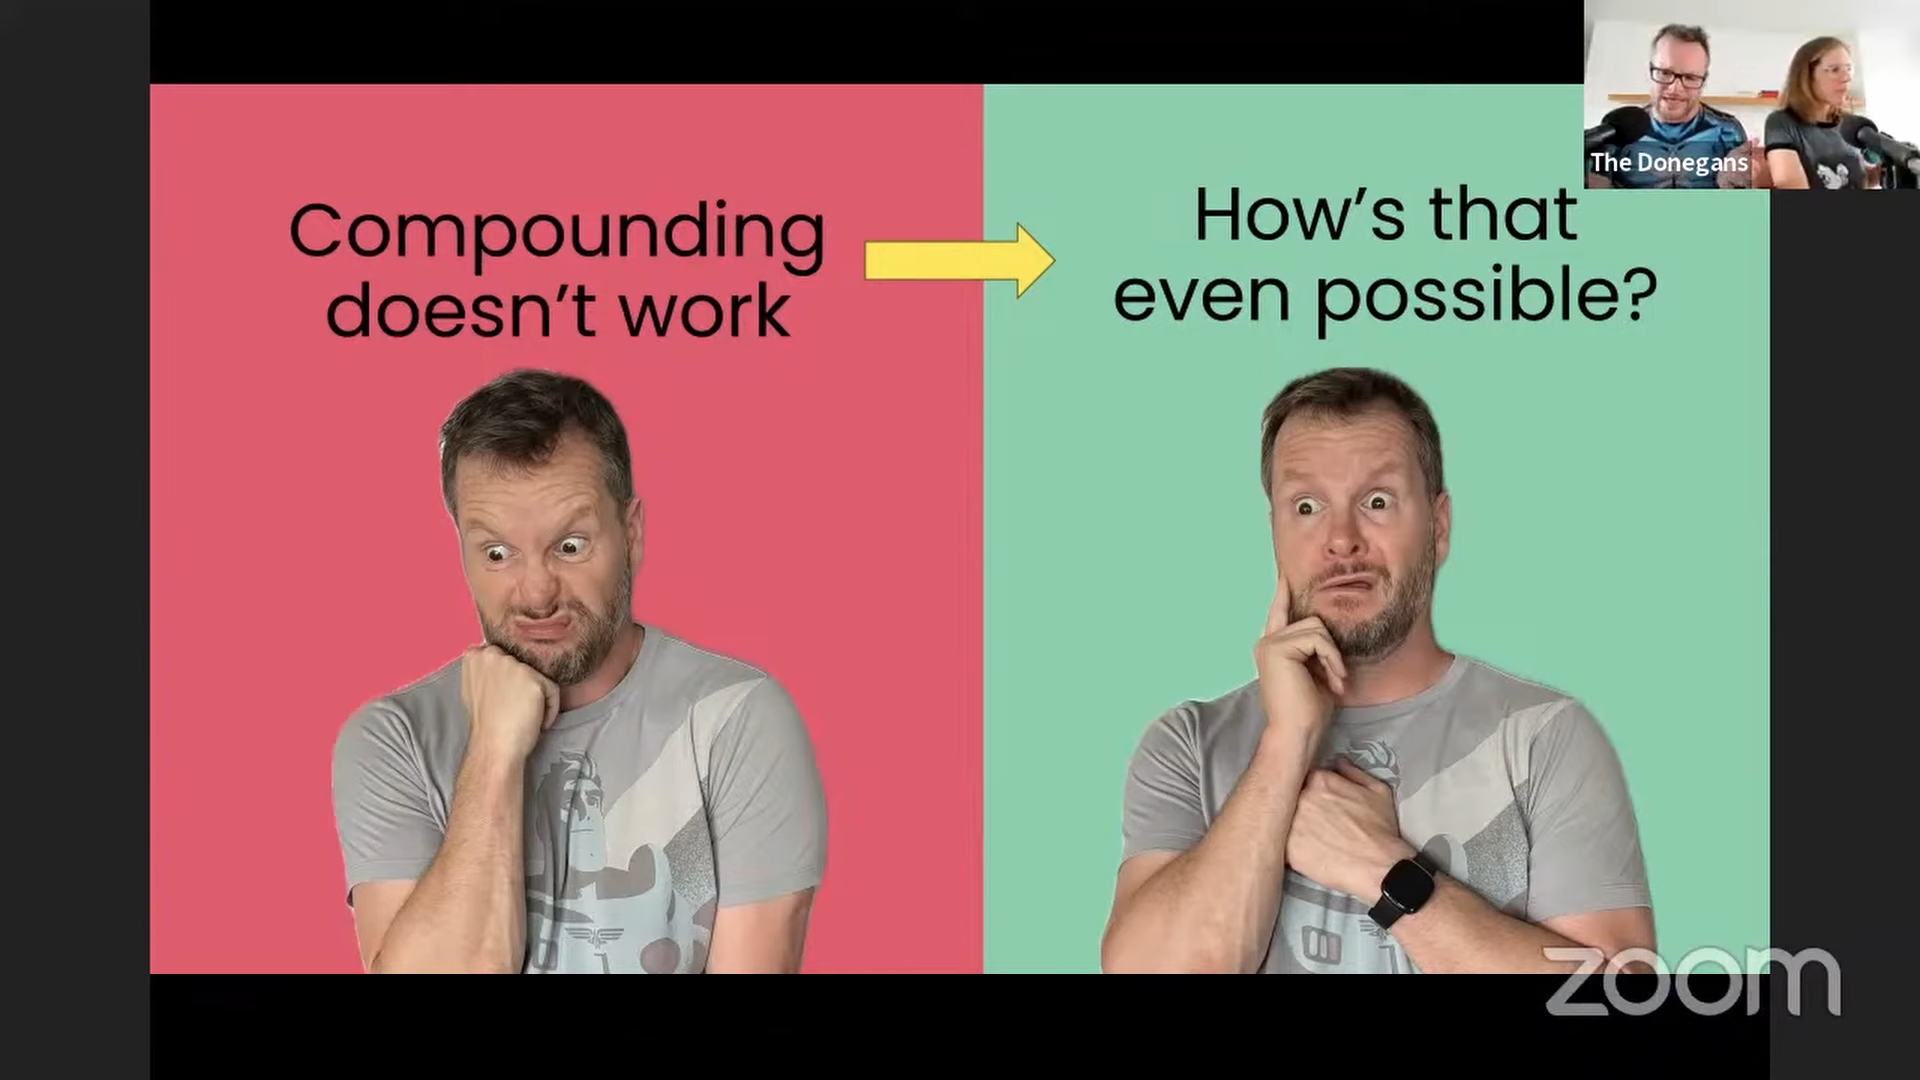 Compounding
doesn’t work
How’s that
even possible?
The Donegans
zoom